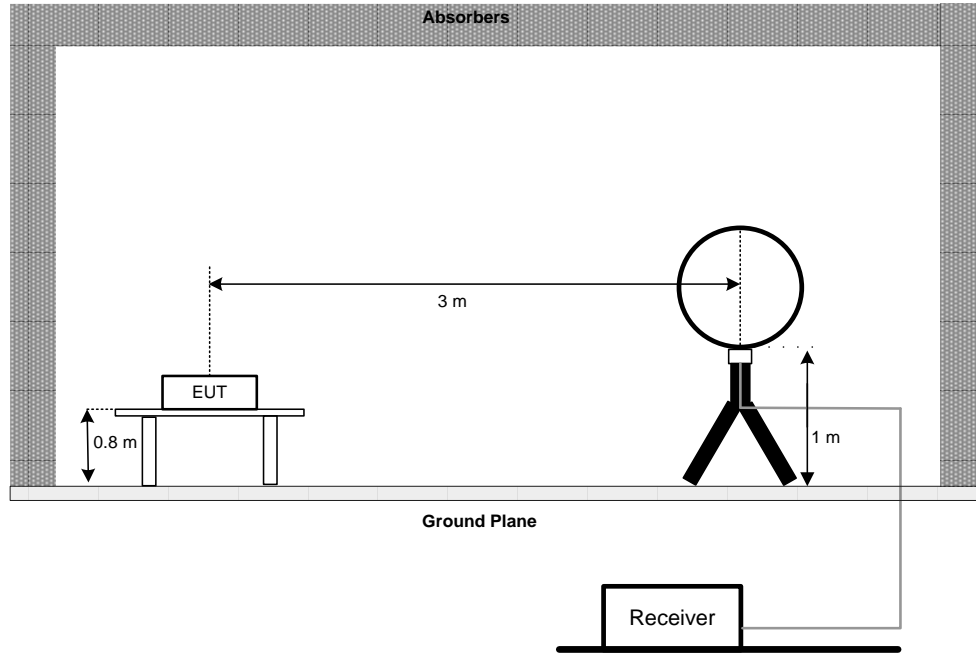 Absorbers
3 m
EUT
0.8 m
1 m
Ground Plane
Receiver